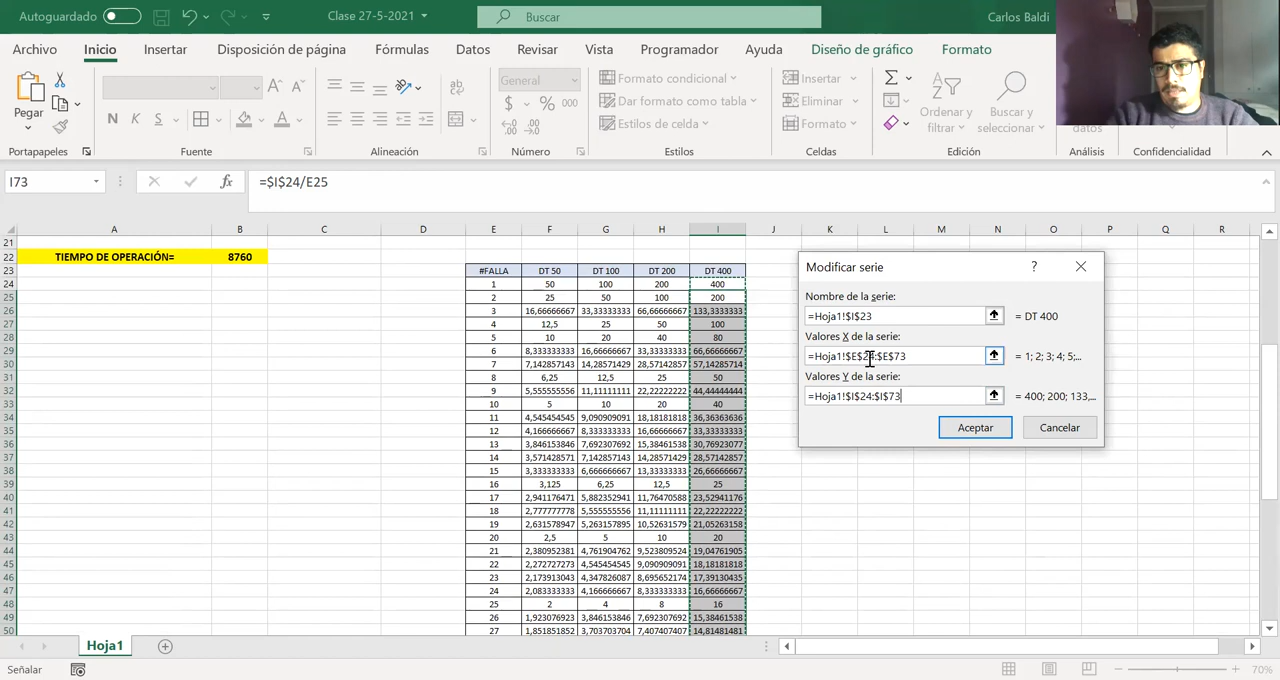 Autoguardado
Clase 27-5-2021
Buscar
Carlos Baldi
Archivo Inicio Insertar Disposición de página Fórmulas Datos Revisar Vista Programador Ayuda Diseño de gráfico Formato
Pegar
N K S
General
$ % 000
Formato condicional
Dar formato como tabla
Estilos de celda
Insertar
Eliminar
Formato
Ordenar y filtrar
Buscar y seleccionar
datos
Portapapeles Fuente Alineación Número Estilos Celdas Edición Análisis Confidencialidad
I73 fx =$I$24/E25
A B C D E F G H I J K L M N O P Q R
21
22 TIEMPO DE OPERACIÓN= 8760
23 #FALLA DT 50 DT 100 DT 200 DT 400
24 1 50 100 200 400
25 2 25 50 100 200
26 3 16,66666667 33,33333333 66,66666667 133,3333333
27 4 12,5 25 50 100
28 5 10 20 40 80
29 6 8,333333333 16,66666667 33,33333333 66,66666667
30 7 7,142857143 14,28571429 28,57142857 57,14285714
31 8 6,25 12,5 25 50
32 9 5,555555556 11,11111111 22,22222222 44,44444444
33 10 5 10 20 40
34 11 4,545454545 9,090909091 18,18181818 36,36363636
35 12 4,166666667 8,333333333 16,66666667 33,33333333
36 13 3,846153846 7,692307692 15,38461538 30,76923077
37 14 3,571428571 7,142857143 14,28571429 28,57142857
38 15 3,333333333 6,666666667 13,33333333 26,66666667
39 16 3,125 6,25 12,5 25
40 17 2,941176471 5,882352941 11,76470588 23,52941176
41 18 2,777777778 5,555555556 11,11111111 22,22222222
42 19 2,631578947 5,263157895 10,52631579 21,05263158
43 20 2,5 5 10 20
44 21 2,380952381 4,761904762 9,523809524 19,04761905
45 22 2,272727273 4,545454545 9,090909091 18,18181818
46 23 2,173913043 4,347826087 8,695652174 17,39130435
47 24 2,083333333 4,166666667 8,333333333 16,66666667
48 25 2 4 8 16
49 26 1,923076923 3,846153846 7,692307692 15,38461538
50 27 1,851851852 3,703703704 7,407407407 14,81481481
Modificar serie ?
Nombre de la serie:
=Hoja1!$I$23 = DT 400
Valores X de la serie:
=Hoja1!$E$24:$E$73 = 1; 2; 3; 4; 5;...
Valores Y de la serie:
=Hoja1!$I$24:$I$73 = 400; 200; 133,...
Aceptar Cancelar
Hoja1
Señalar
70%